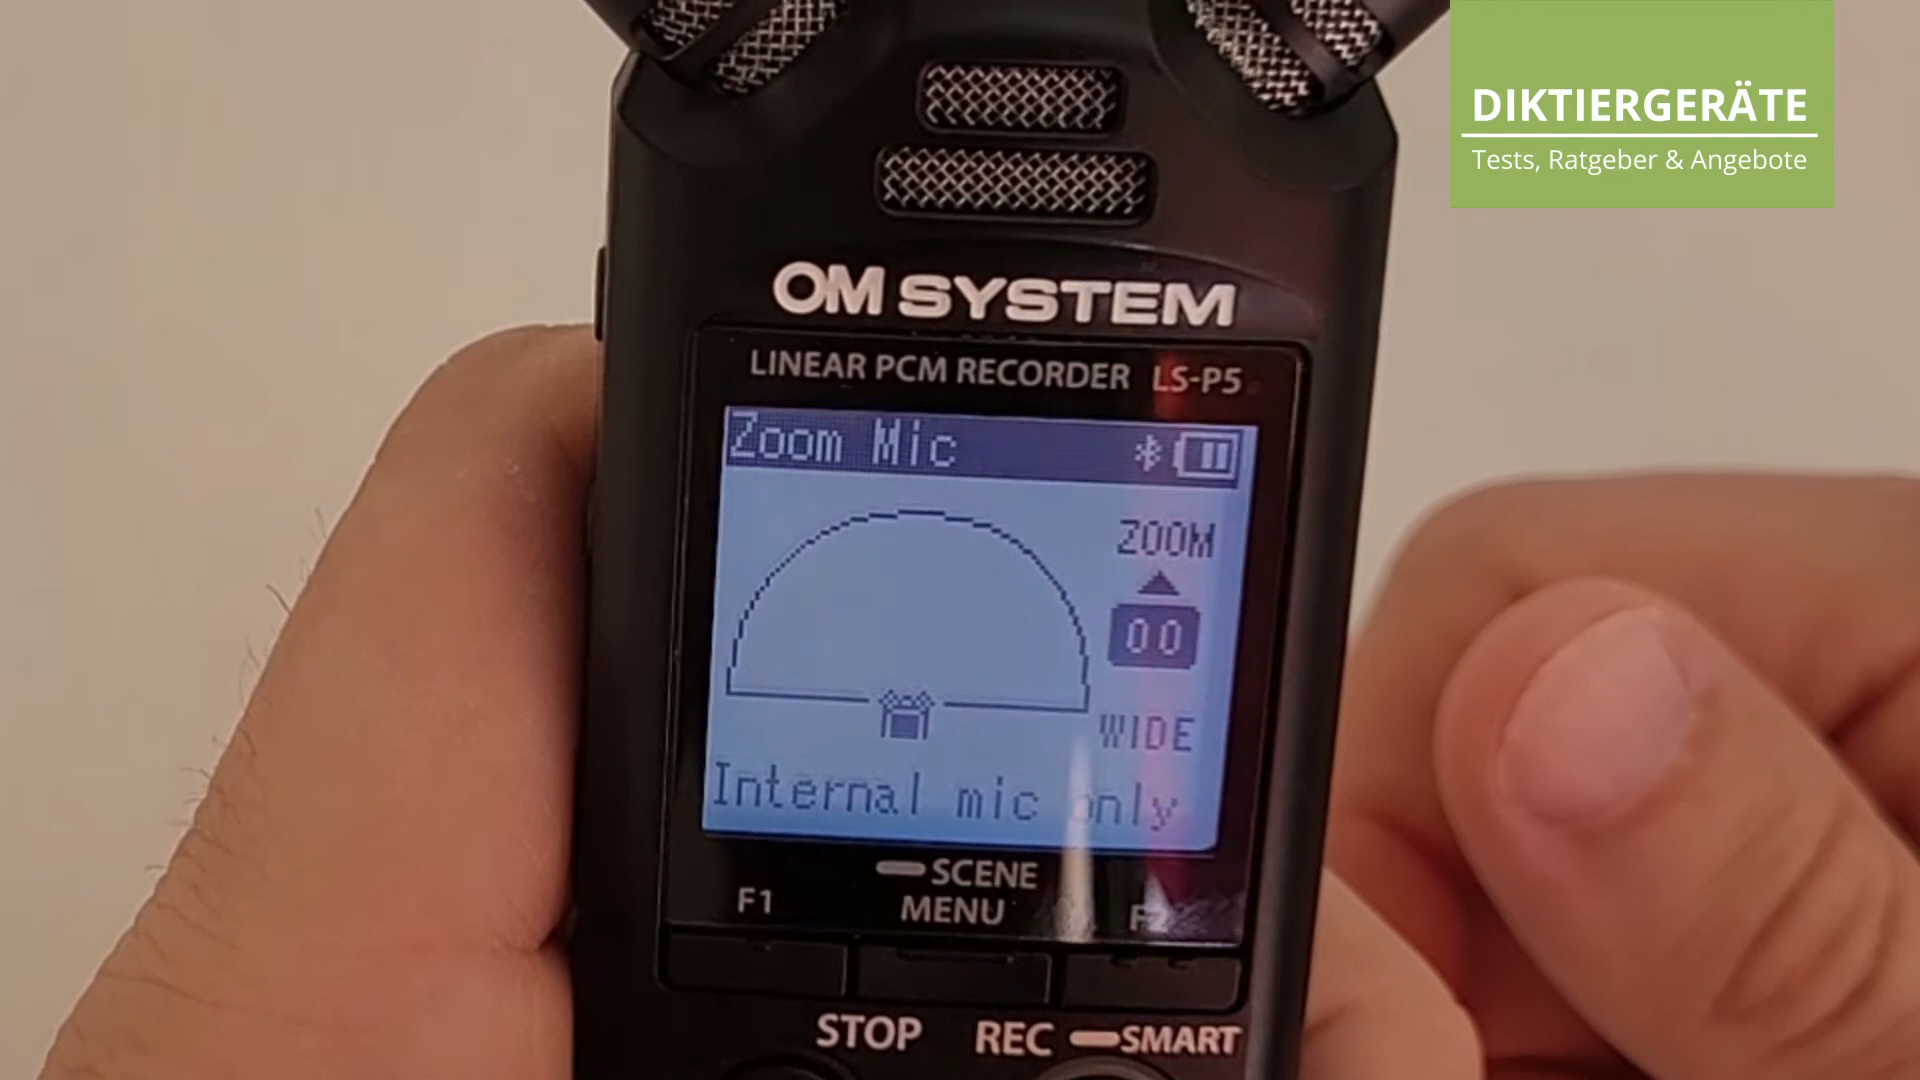 DIKTIERGERÄTE
Tests, Ratgeber & Angebote
OM SYSTEM
LINEAR PCM RECORDER LS-P5
Zoom Mic
ZOOM
00
WIDE
Internal mic only
SCENE
F1 MENU
STOP REC SMART